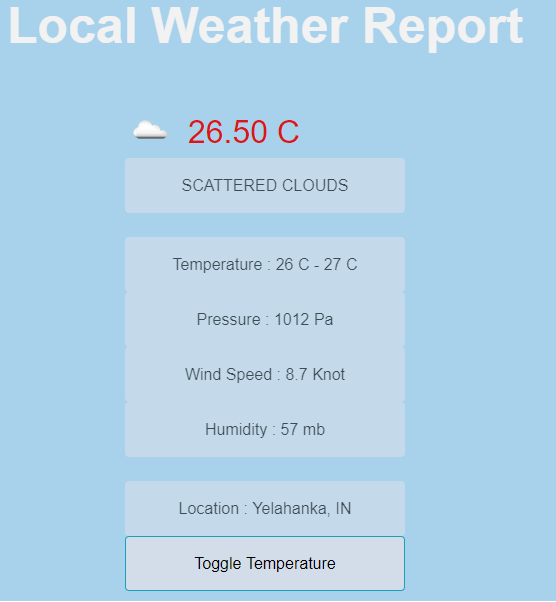 Local Weather Report
26.50 C
SCATTERED CLOUDS
Temperature : 26 C - 27 C
Pressure : 1012 Pa
Wind Speed : 8.7 Knot
Humidity : 57 mb
Location : Yelahanka, IN
Toggle Temperature